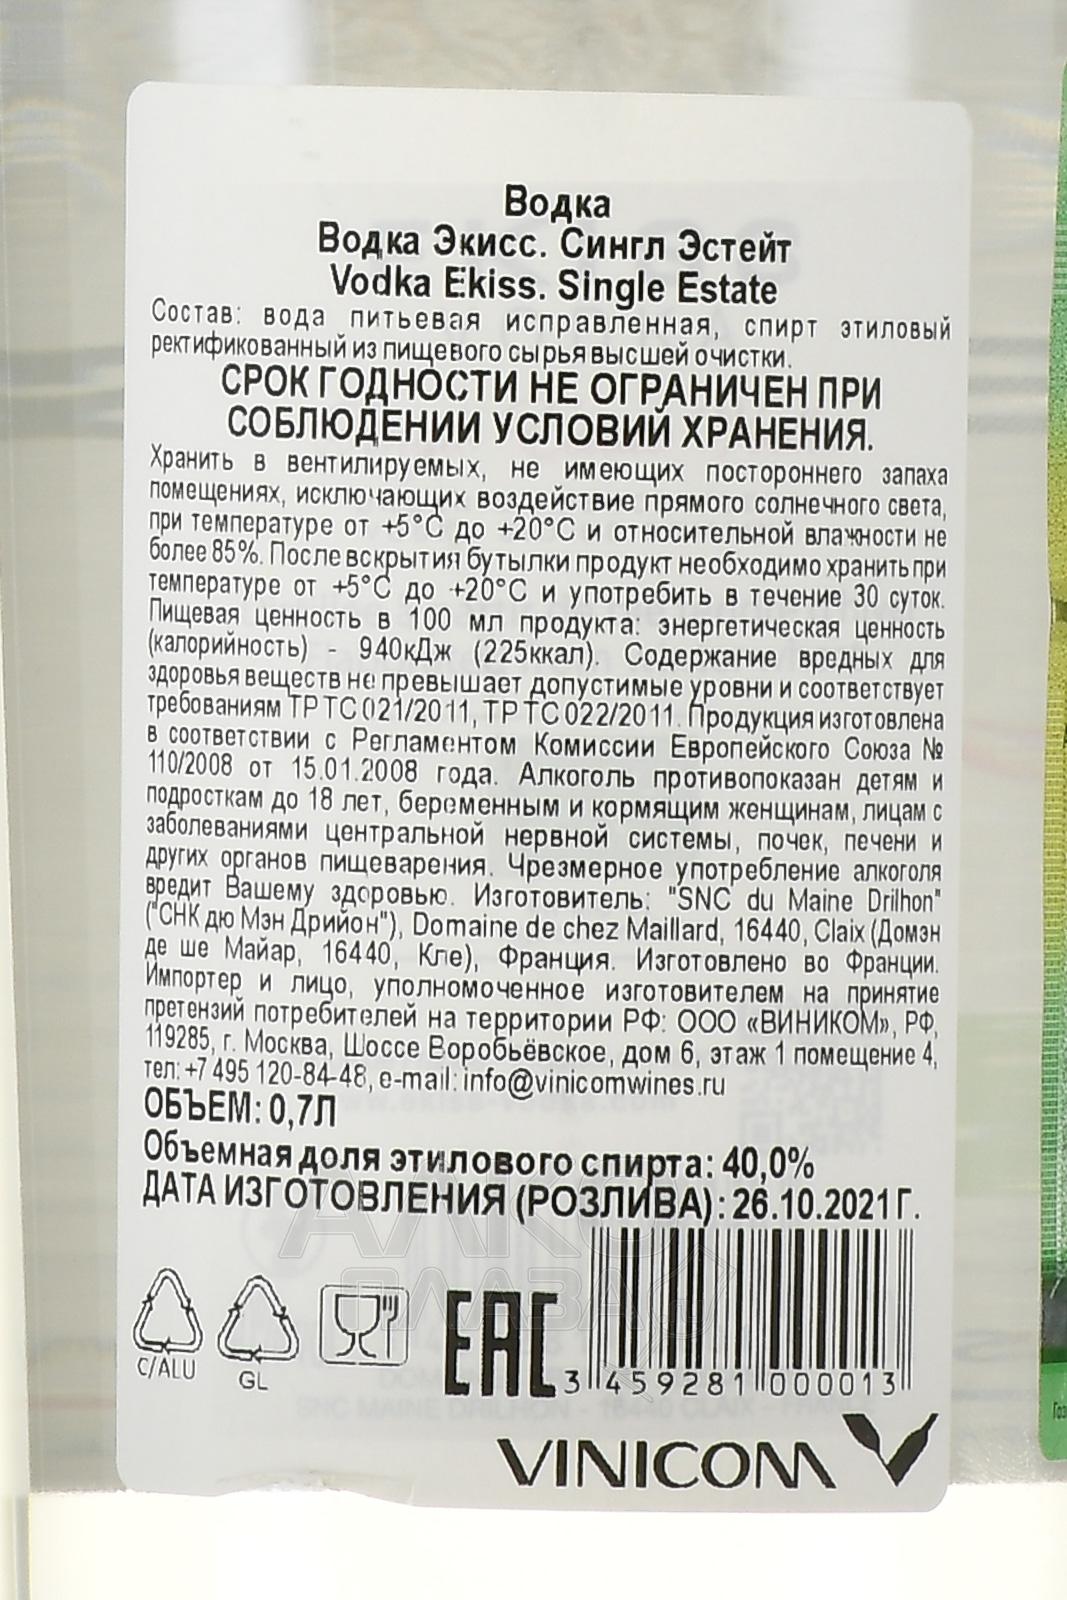 Водка
Водка Экисс. Сингл Эстейт
Vodka Ekiss. Single Estate
Состав: вода питьевая исправленная, спирт этиловый
ректификованный из пищевого сырья высшей очистки.
СРОК ГОДНОСТИ НЕ ОГРАНИЧЕН ПРИ
СОБЛЮДЕНИИ УСЛОВИЙ ХРАНЕНИЯ.
Хранить в вентилируемых, не имеющих постороннего запаха
помещениях, исключающих воздействие прямого солнечного света,
при температуре от +5°C до +20°C и относительной влажности не
более 85%. После вскрытия бутылки продукт необходимо хранить при
температуре от +5°C до +20°C и употребить в течение 30 суток.
Пищевая ценность в 100 мл продукта: энергетическая ценность
(калорийность) - 940кДж (225ккал). Содержание вредных для
здоровья веществ не превышает допустимые уровни и соответствует
требованиям ТР ТС 021/2011, ТР ТС 022/2011. Продукция изготовлена
в соответствии с Регламентом Комиссии Европейского Союза №
110/2008 от 15.01.2008 года. Алкоголь противопоказан детям и
подросткам до 18 лет, беременным и кормящим женщинам, лицам с
заболеваниями центральной нервной системы, почек, печени и
других органов пищеварения. Чрезмерное употребление алкоголя
вредит Вашему здоровью. Изготовитель: "SNC du Maine Drilhon"
("СНК дю Мэн Дрийон"), Domaine de chez Maillard, 16440, Claix (Домэн
де ше Майар, 16440, Кле), Франция. Изготовлено во Франции.
Импортер и лицо, уполномоченное изготовителем на принятие
претензий потребителей на территории РФ: ООО «ВИНИКОМ», РФ,
119285, г. Москва, Шоссе Воробьёвское, дом 6, этаж 1 помещение 4,
тел: +7 495 120-84-48, e-mail: info@vinicomwines.ru
ОБЪЕМ: 0,7Л
Объемная доля этилового спирта: 40,0%
ДАТА ИЗГОТОВЛЕНИЯ (РОЗЛИВА): 26.10.2021 Г.
АЛКО
ПЛАЗА
C/ALU
GL
EAC
3 459281 000013
SNC MAINE DRILHON - 16440 CLAIX - FRANCE
VINICOM